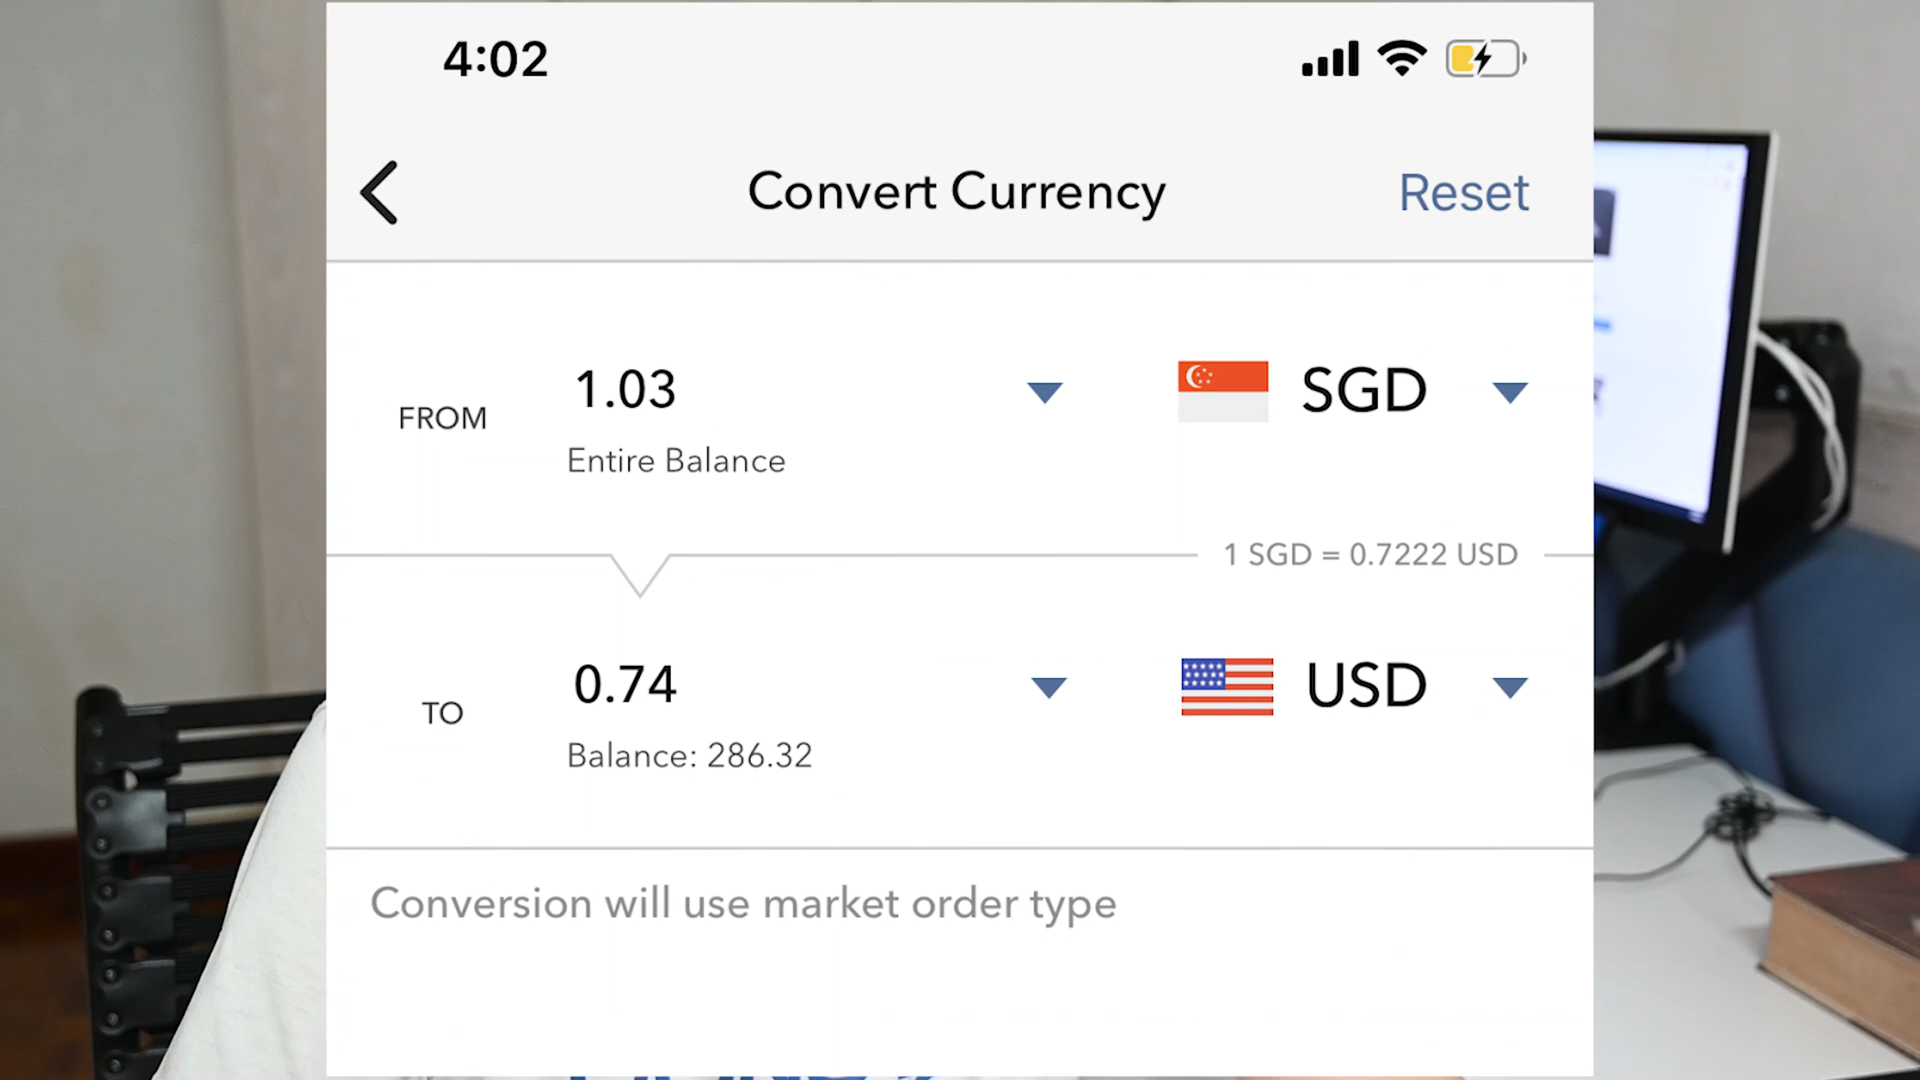 4:02
Convert Currency
Reset
FROM
1.03
SGD
Entire Balance
1 SGD = 0.7222 USD
TO
0.74
USD
Balance: 286.32
Conversion will use market order type